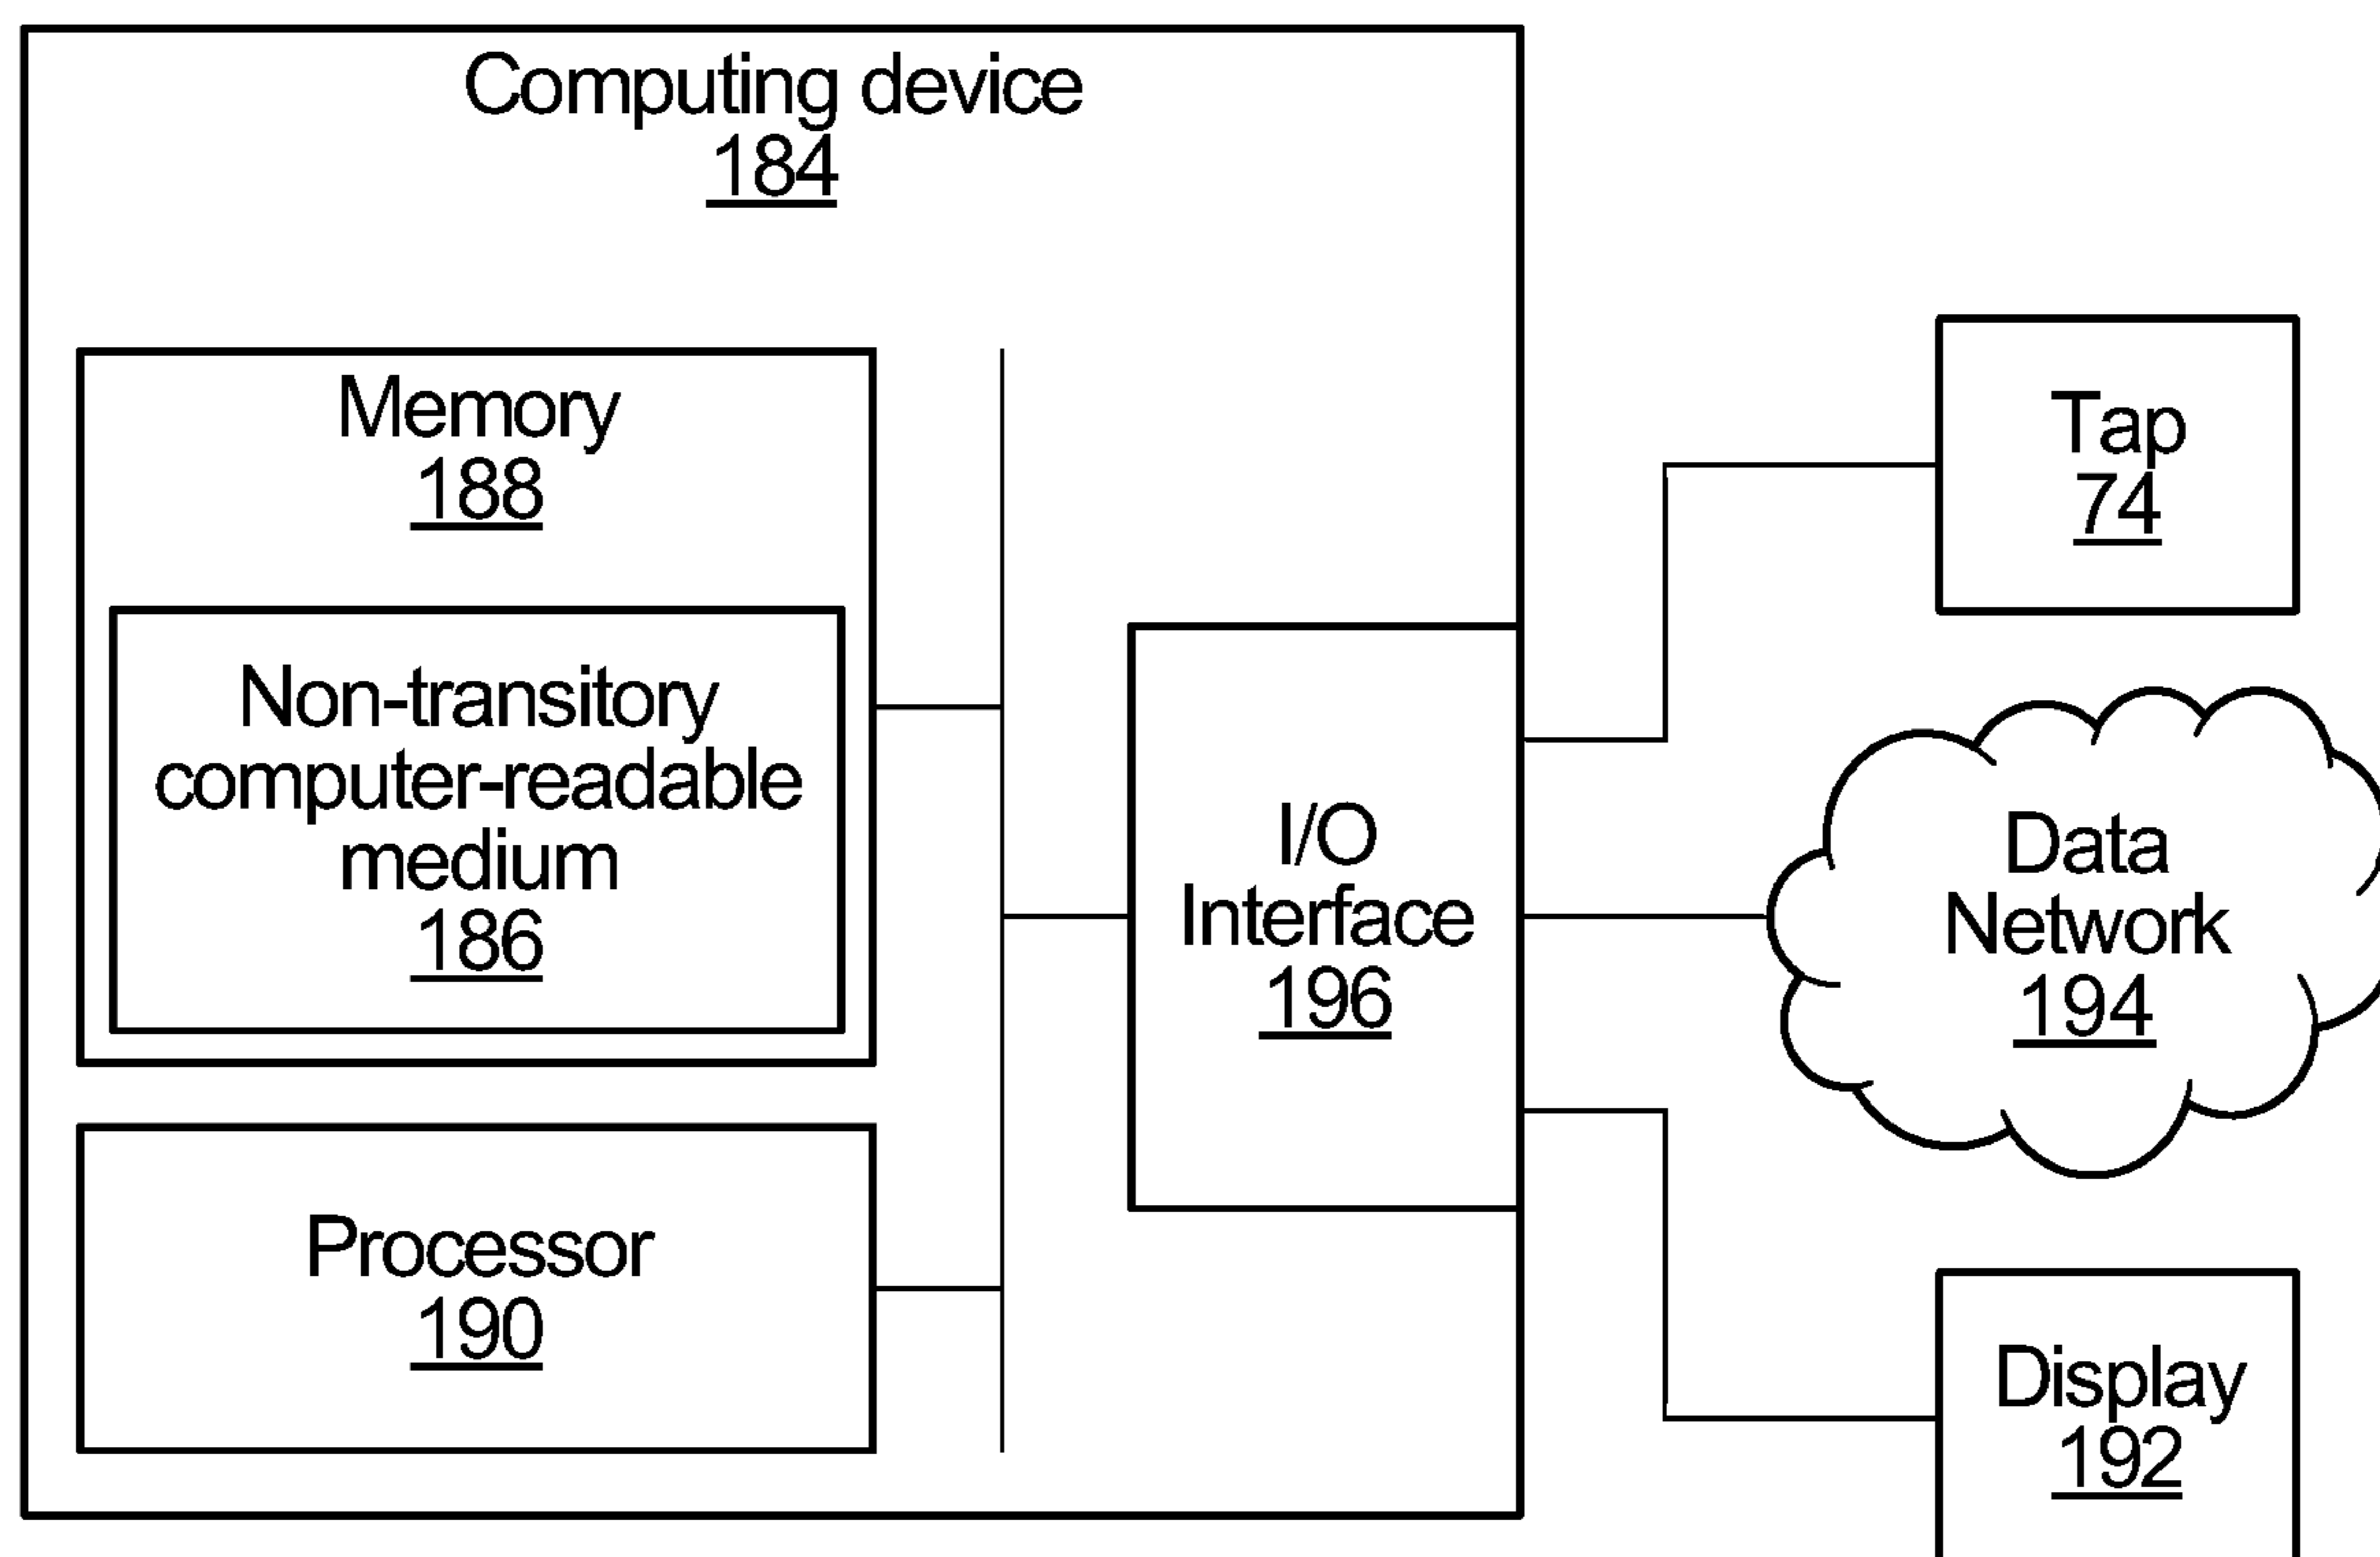 Computing device
184
Memory
188
Non-transitory
computer-readable
medium
186
Processor
190
I/O
Interface
196
Tap
74
Data
Network
194
Display
192